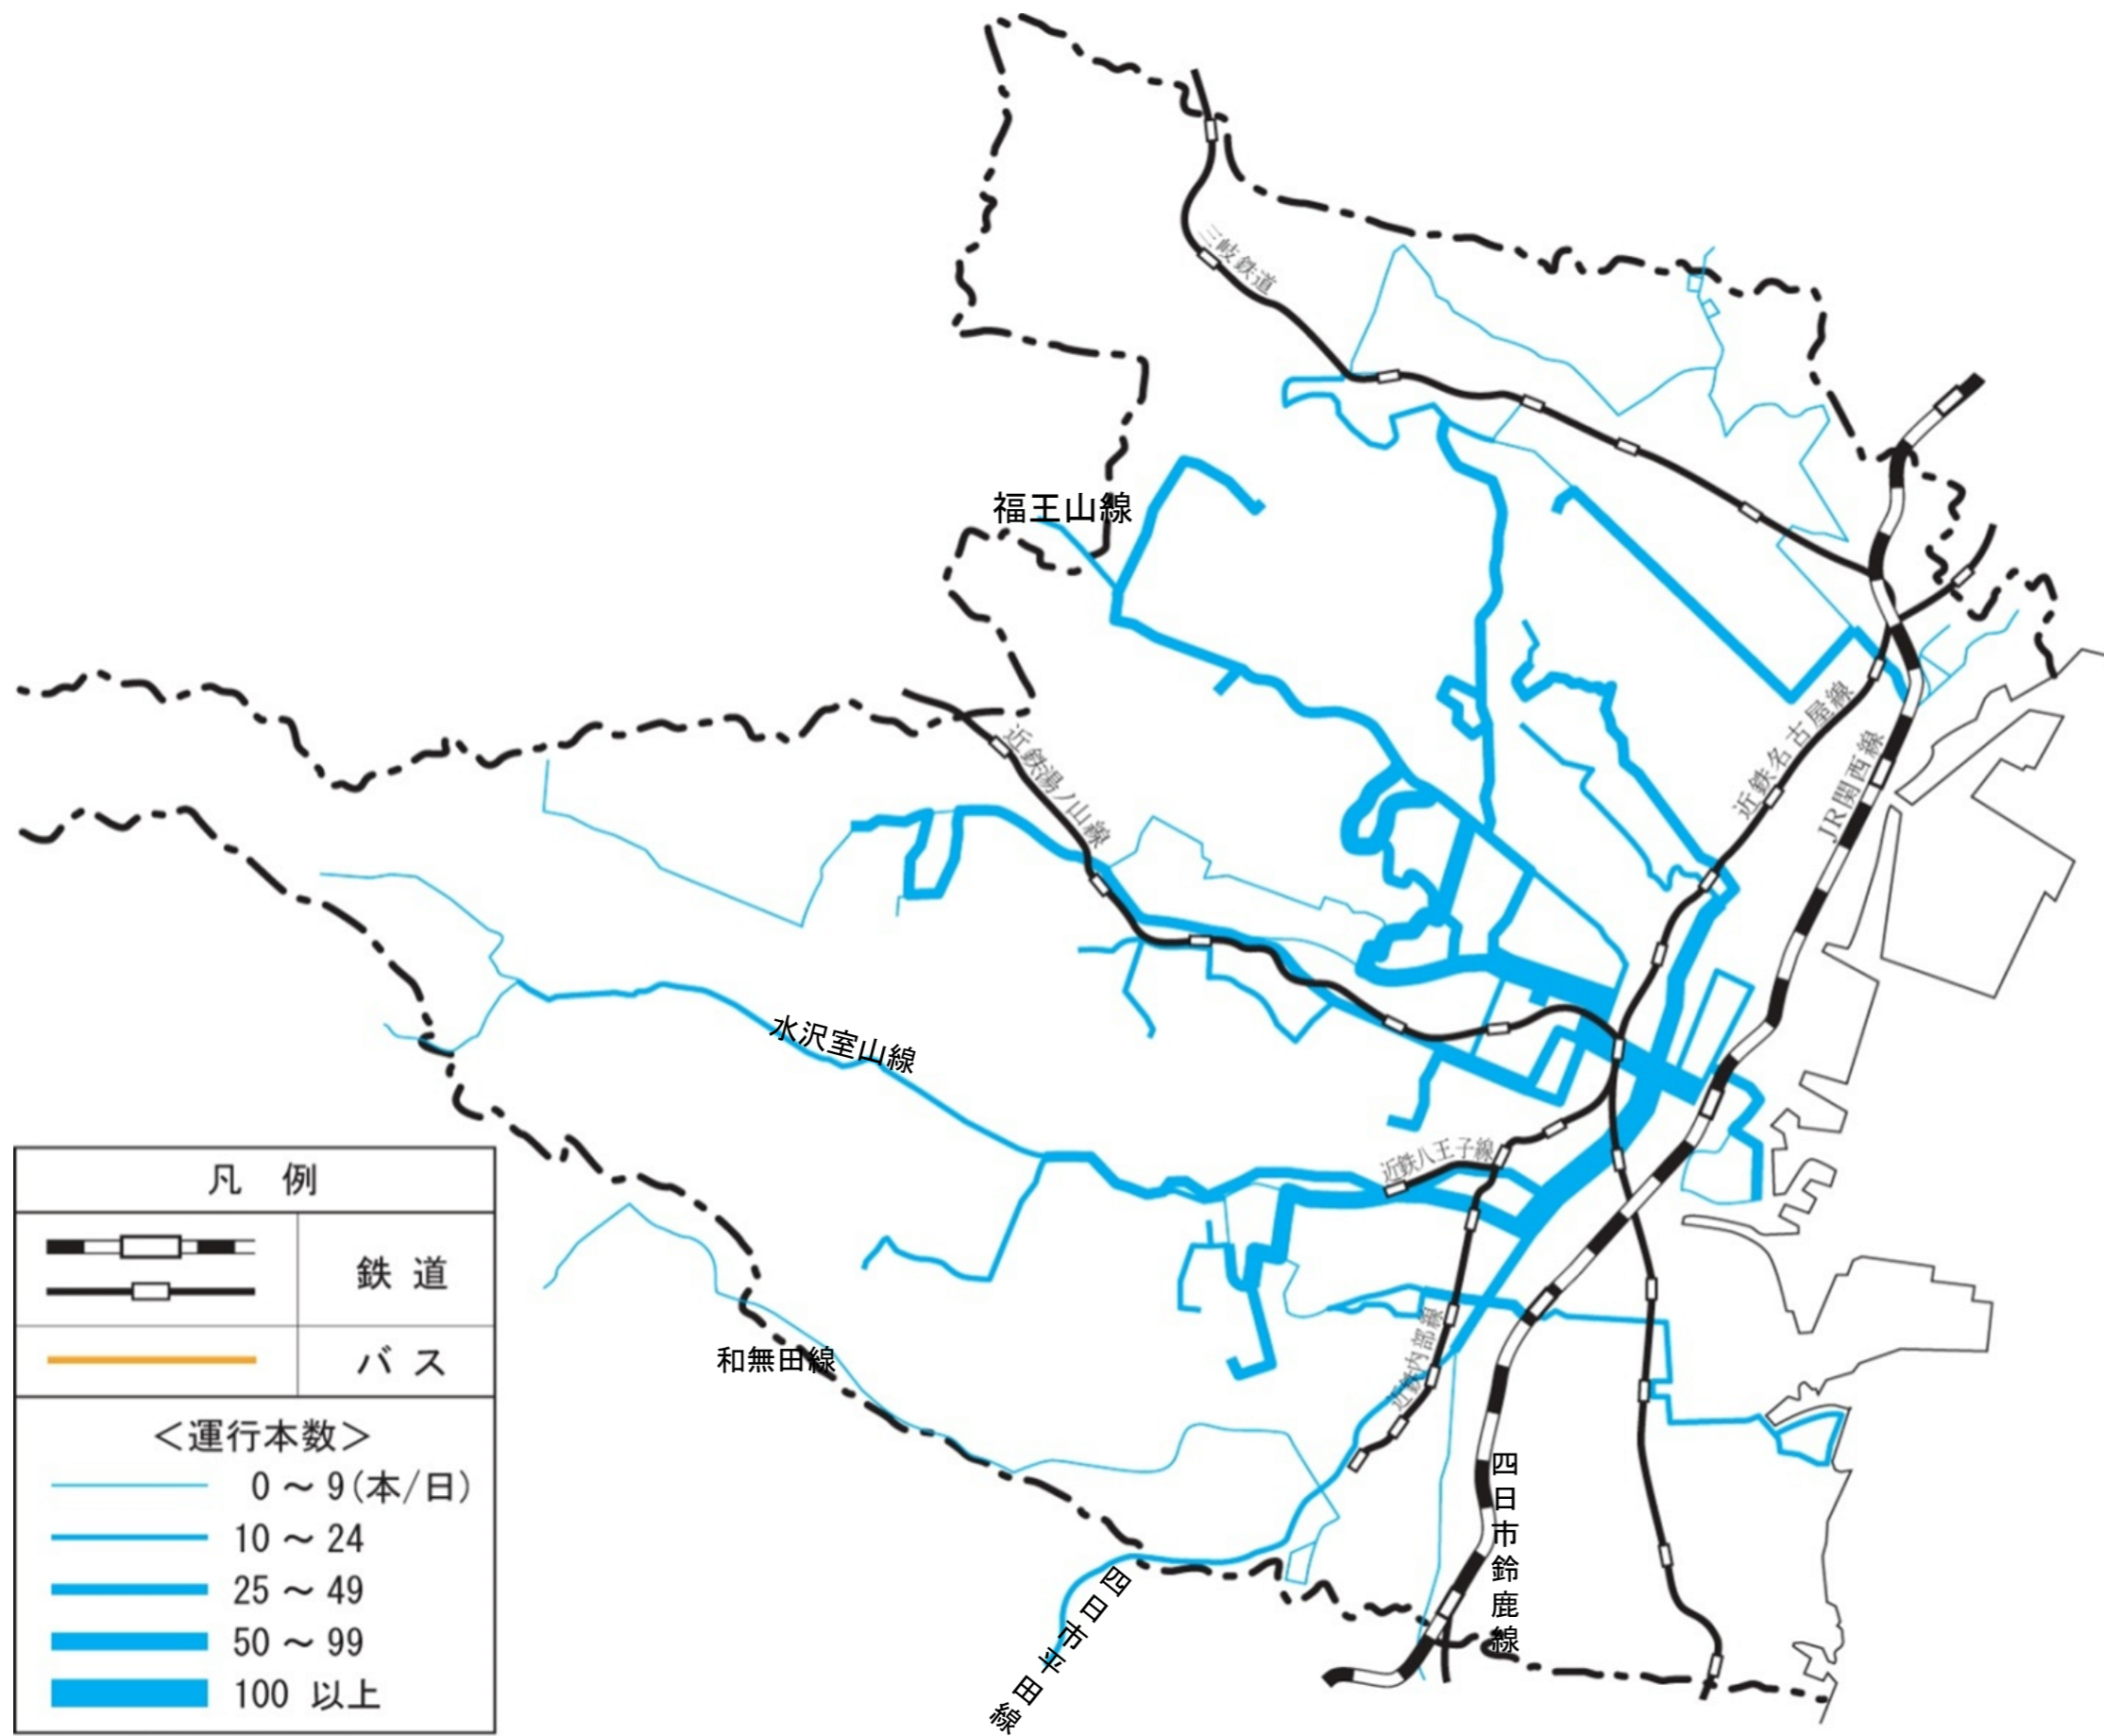 三岐鉄道
福王山線
近鉄名古屋線
JR関西線
近鉄湯ノ山線
水沢室山線
近鉄八王子線
近鉄内部線
和無田線
四日市鈴鹿線
四日市平田線
凡 例
鉄 道
バ ス
＜運行本数＞
0 ～ 9(本/日)
10 ～ 24
25 ～ 49
50 ～ 99
100 以上